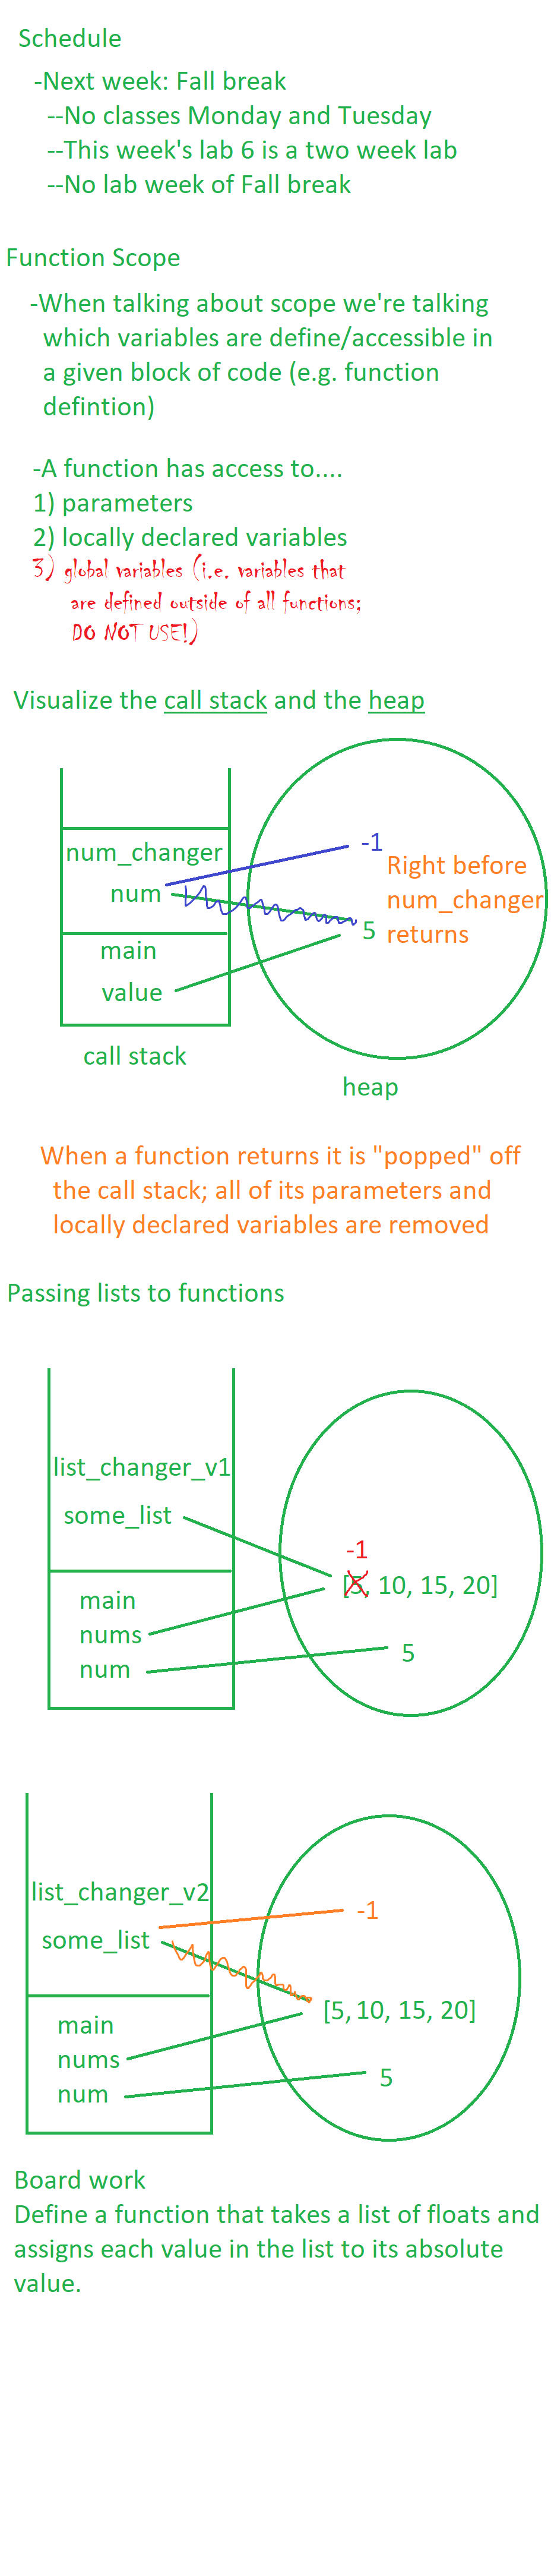 Schedule
-Next week: Fall break
--No classes Monday and Tuesday
--This week's lab 6 is a two week lab
--No lab week of Fall break
Function Scope
-When talking about scope we're talking
which variables are define/accessible in
a given block of code (e.g. function
defintion)
-A function has access to....
1) parameters
2) locally declared variables
3) global variables (i.e. variables that
are defined outside of all functions;
DO NOT USE!)
Visualize the call stack and the heap
num_changer
num
main
value
call stack
-1
5
Right before
num_changer
returns
heap
When a function returns it is "popped" off
the call stack; all of its parameters and
locally declared variables are removed
Passing lists to functions
list_changer_v1
some_list
main
nums
num
-1
[5, 10, 15, 20]
5
list_changer_v2
some_list
main
nums
num
-1
[5, 10, 15, 20]
5
Board work
Define a function that takes a list of floats and
assigns each value in the list to its absolute
value.